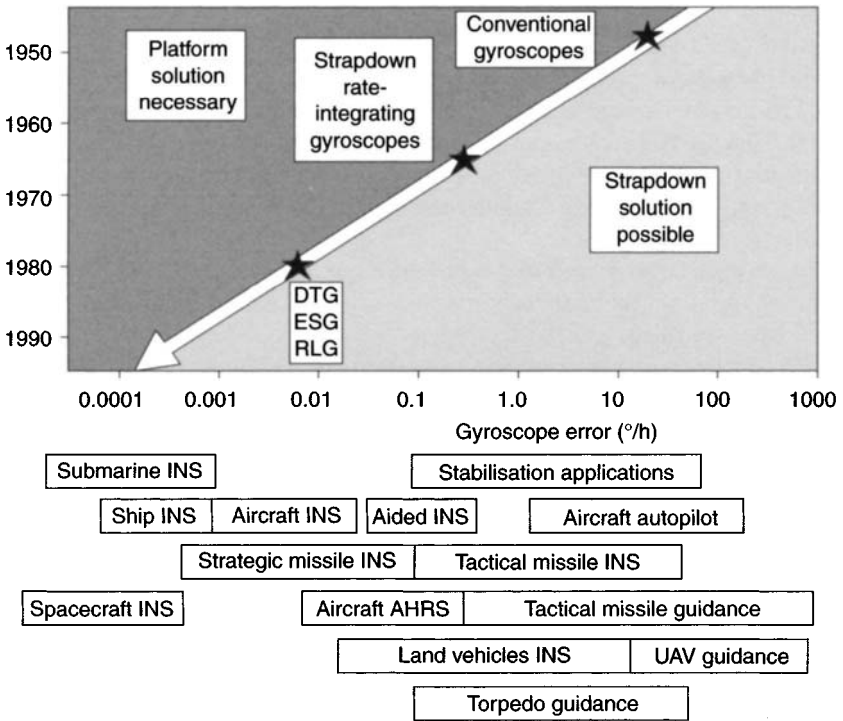 1950
1960
1970
1980
1990
Platform
solution
necessary
Strapdown
rate-
integrating
gyroscopes
Conventional
gyroscopes
Strapdown
solution
possible
DTG
ESG
RLG
0.0001 0.001 0.01 0.1 1.0 10 100 1000
Gyroscope error (°/h)
Submarine INS Stabilisation applications
Ship INS Aircraft INS Aided INS Aircraft autopilot
Strategic missile INS Tactical missile INS
Spacecraft INS Aircraft AHRS Tactical missile guidance
Land vehicles INS UAV guidance
Torpedo guidance